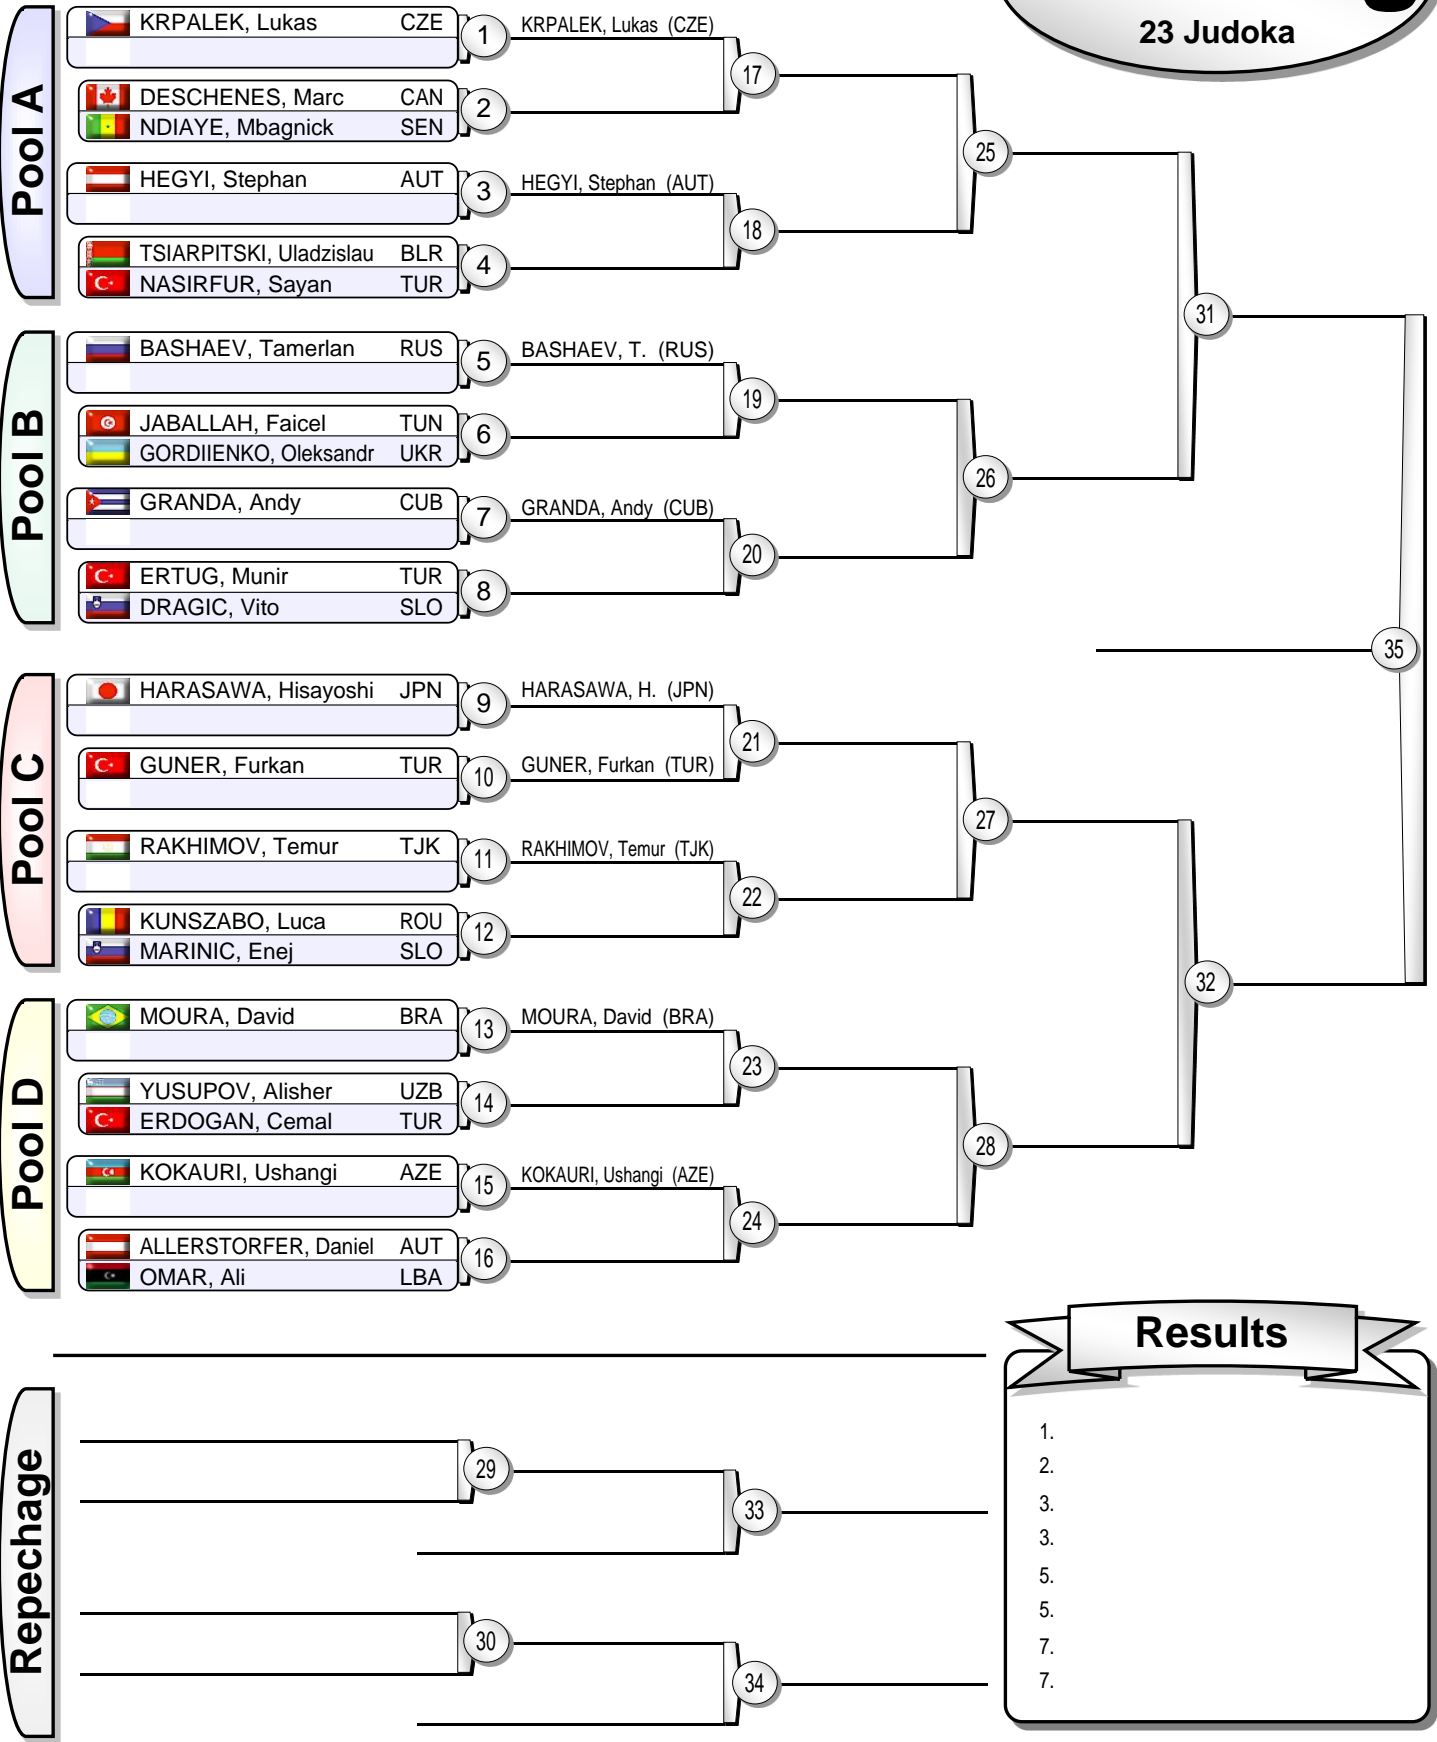 23 Judoka
Pool A
KRPALEK, Lukas CZE 1 KRPALEK, Lukas (CZE)
17
DESCHENES, Marc CAN
2
NDIAYE, Mbagnick SEN
25
HEGYI, Stephan AUT 3 HEGYI, Stephan (AUT)
18
TSIARPITSKI, Uladzislau BLR
4
NASIRFUR, Sayan TUR
31
Pool B
BASHAEV, Tamerlan RUS 5 BASHAEV, T. (RUS)
19
JABALLAH, Faicel TUN
6
GORDIIENKO, Oleksandr UKR
26
GRANDA, Andy CUB 7 GRANDA, Andy (CUB)
20
ERTUG, Munir TUR
8
DRAGIC, Vito SLO
35
Pool C
HARASAWA, Hisayoshi JPN 9 HARASAWA, H. (JPN)
21
GUNER, Furkan TUR 10 GUNER, Furkan (TUR)
27
RAKHIMOV, Temur TJK 11 RAKHIMOV, Temur (TJK)
22
KUNSZABO, Luca ROU
12
MARINIC, Enej SLO
32
Pool D
MOURA, David BRA 13 MOURA, David (BRA)
23
YUSUPOV, Alisher UZB
14
ERDOGAN, Cemal TUR
28
KOKAURI, Ushangi AZE 15 KOKAURI, Ushangi (AZE)
24
ALLERSTORFER, Daniel AUT
16
OMAR, Ali LBA
Repechage
29
33
30
34
Results
1.
2.
3.
3.
5.
5.
7.
7.